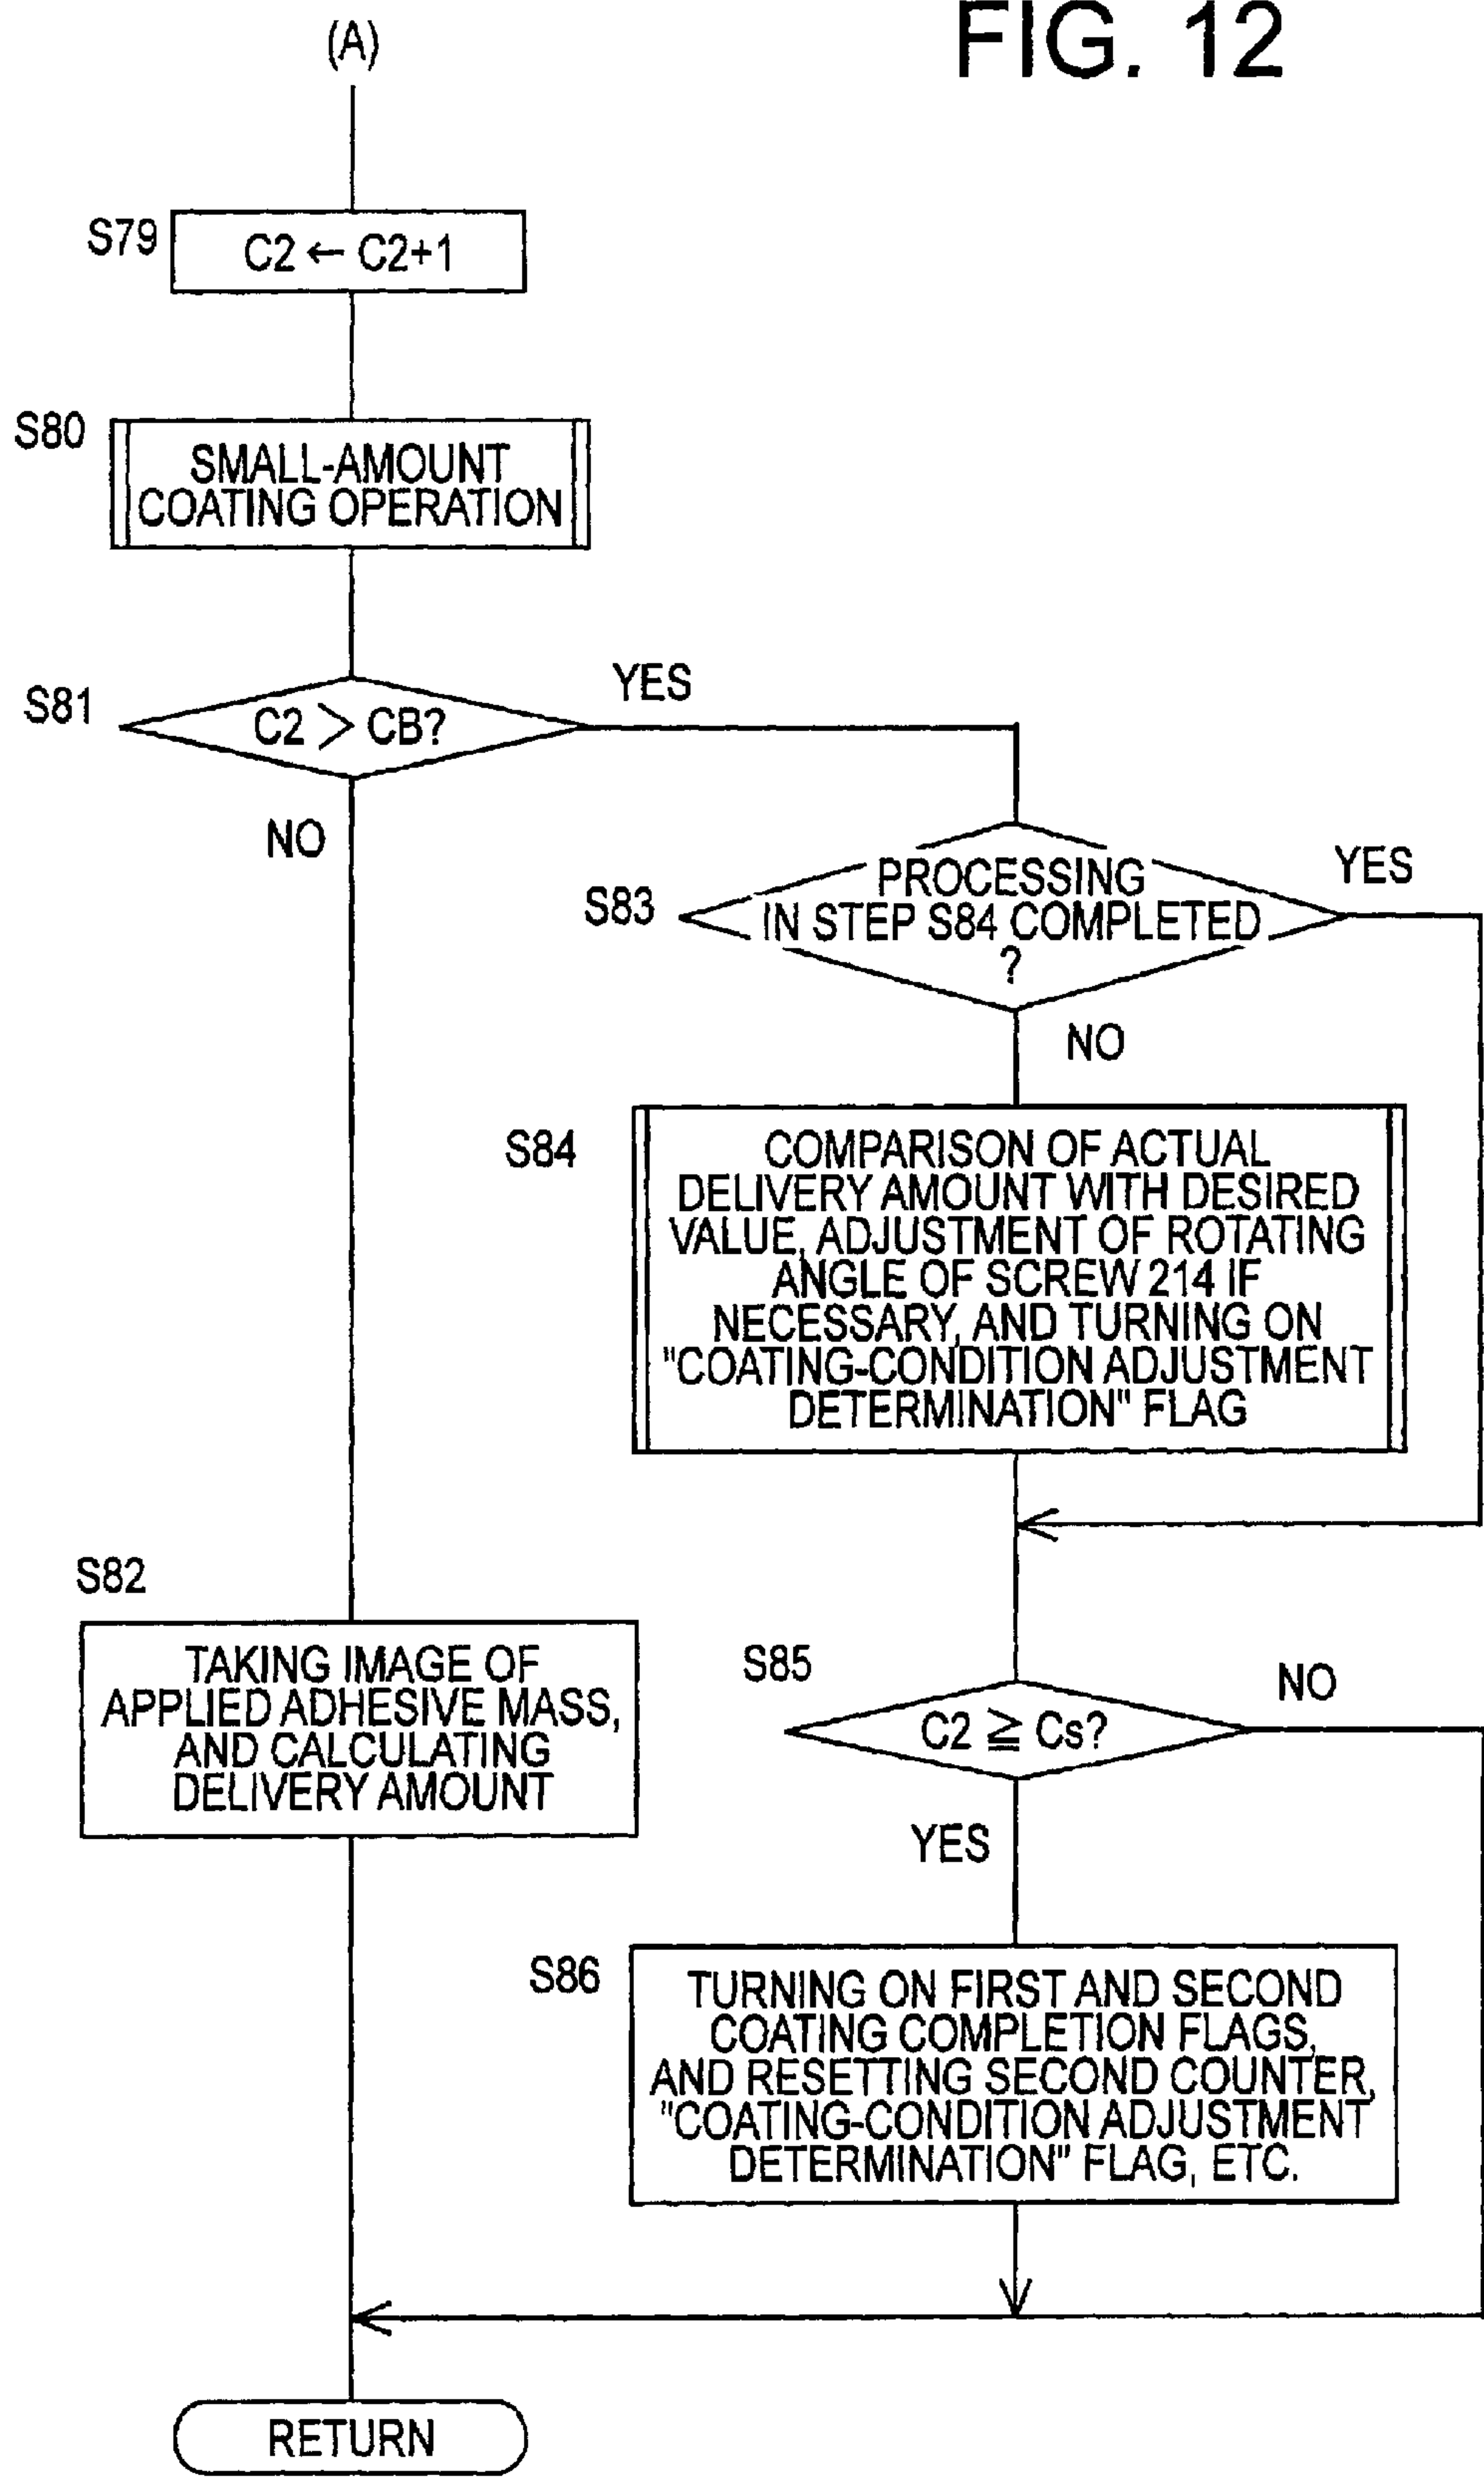 FIG. 12
(A)
S79
C2 ← C2+1
S80
SMALL-AMOUNT
COATING OPERATION
S81
C2 > CB?
YES
NO
S83
PROCESSING
IN STEP S84 COMPLETED
?
YES
NO
S84
COMPARISON OF ACTUAL
DELIVERY AMOUNT WITH DESIRED
VALUE, ADJUSTMENT OF ROTATING
ANGLE OF SCREW 214 IF
NECESSARY, AND TURNING ON
"COATING-CONDITION ADJUSTMENT
DETERMINATION" FLAG
S82
TAKING IMAGE OF
APPLIED ADHESIVE MASS,
AND CALCULATING
DELIVERY AMOUNT
S85
C2 ≧ Cs?
NO
YES
S86
TURNING ON FIRST AND SECOND
COATING COMPLETION FLAGS,
AND RESETTING SECOND COUNTER,
"COATING-CONDITION ADJUSTMENT
DETERMINATION" FLAG, ETC.
RETURN